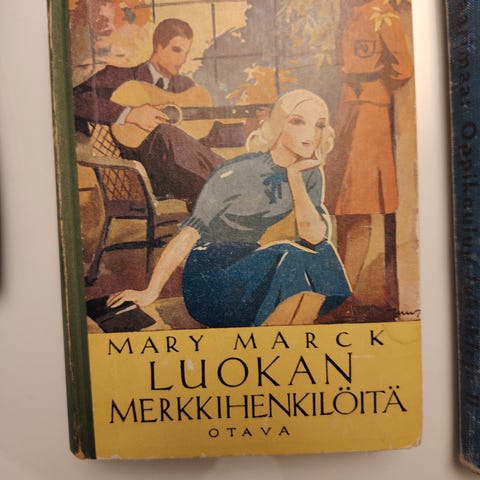 MARY MARCK
LUOKAN
MERKKIHENKILÖITÄ
OTAVA